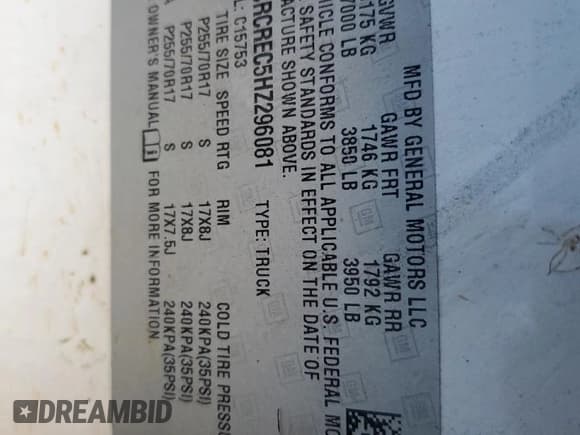 MFD BY GENERAL MOTORS LLC
GVWR GAWR FRT GAWR RR
175 KG 1746 KG 1792 KG
7000 LB 3850 LB 3950 LB
HICLE CONFORMS TO ALL APPLICABLE U.S. FEDERAL MO
SAFETY STANDARDS IN EFFECT ON THE DATE OF
ACTURE SHOWN ABOVE.
RCREC5HZ296081 TYPE: TRUCK
L: C15753
TIRE SIZE SPEED RTG RIM COLD TIRE PRESS
P255/70R17 S 17X8J 240KPA(35PSI)
P255/70R17 S 17X8J 240KPA(35PSI)
P255/70R17 S 17X7.5J 240KPA(35PSI)
OWNER'S MANUAL FOR MORE INFORMATION.
GM
DREAMBID